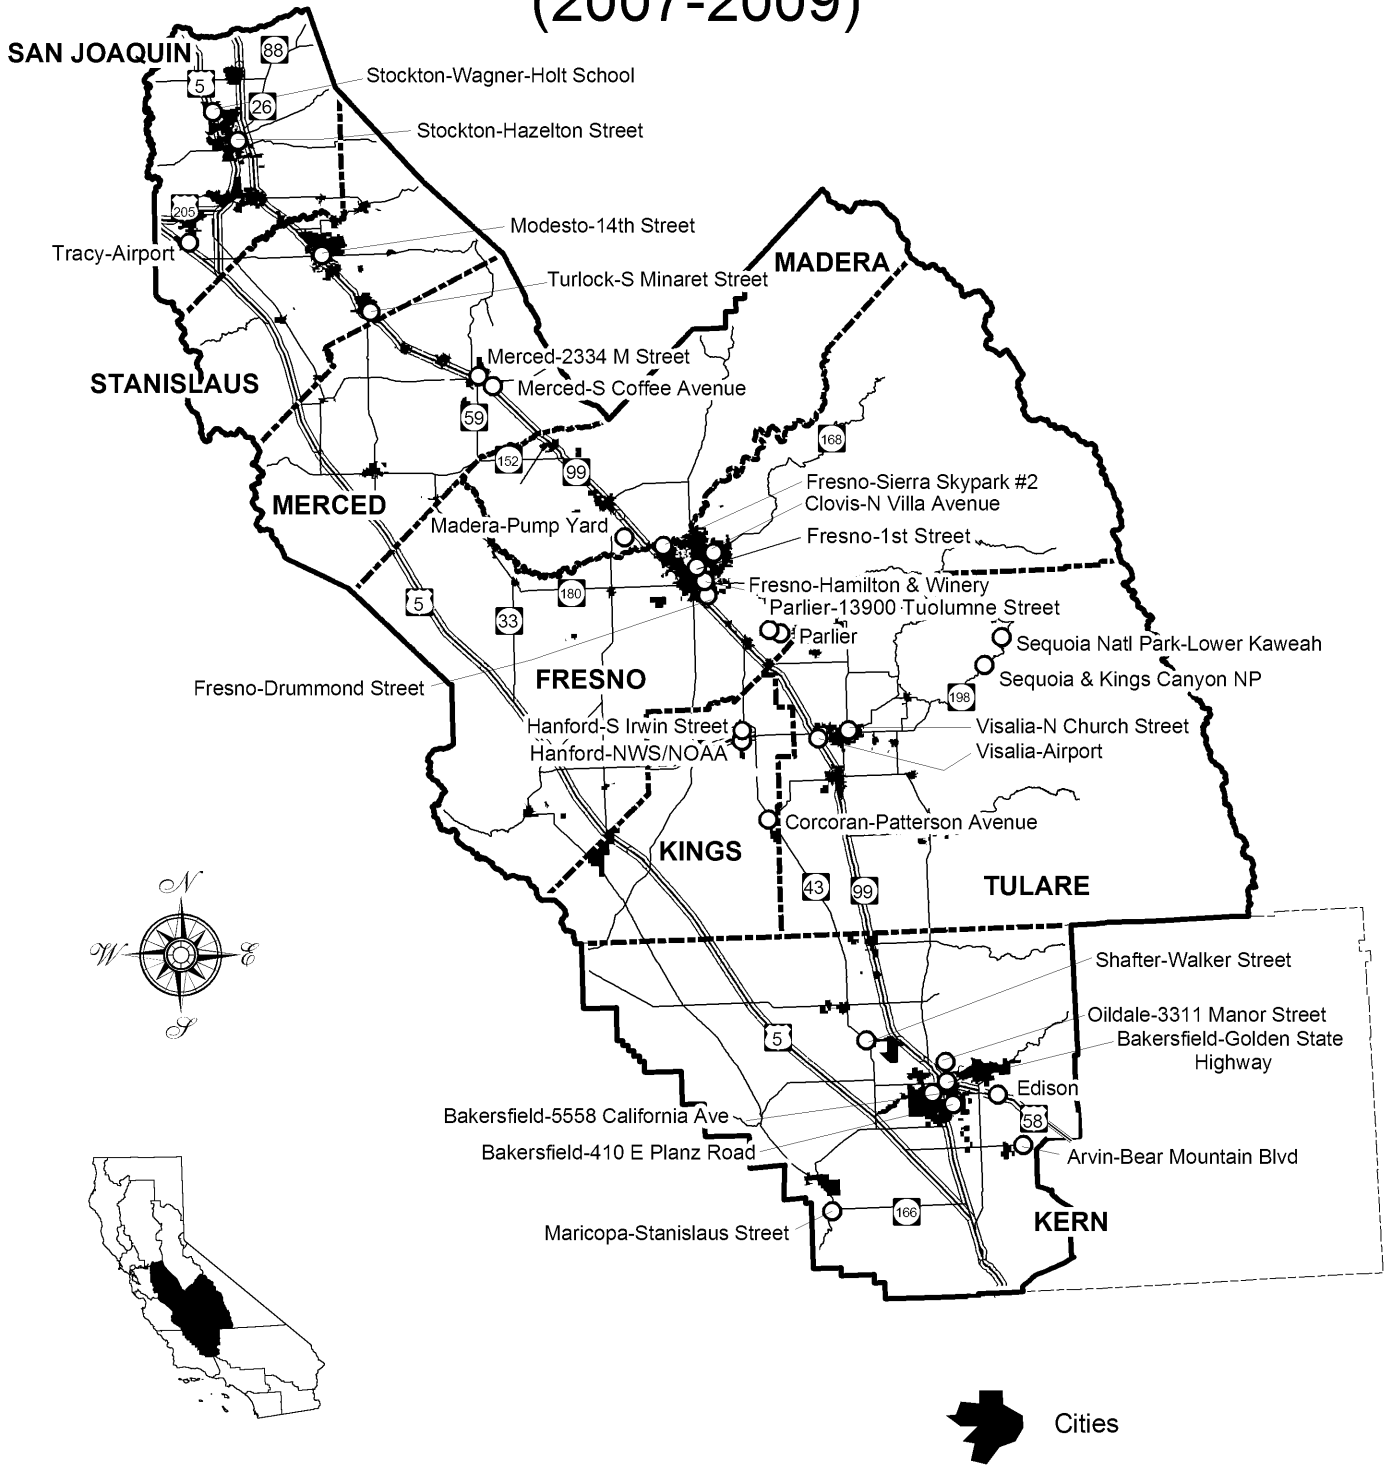 (2007-2009)
SAN JOAQUIN
88
5
Stockton-Wagner-Holt School
26
Stockton-Hazelton Street
205
Modesto-14th Street
Tracy-Airport
MADERA
Turlock-S Minaret Street
Merced-2334 M Street
STANISLAUS
Merced-S Coffee Avenue
59
168
152
99
Fresno-Sierra Skypark #2
MERCED
Clovis-N Villa Avenue
Madera-Pump Yard
Fresno-1st Street
Fresno-Hamilton & Winery
180
5
Parlier-13900 Tuolumne Street
33
Parlier
Sequoia Natl Park-Lower Kaweah
FRESNO
Sequoia & Kings Canyon NP
Fresno-Drummond Street
198
Hanford-S Irwin Street
Visalia-N Church Street
Hanford-NWS/NOAA
Visalia-Airport
Corcoran-Patterson Avenue
KINGS
43
99
TULARE
N
W
E
S
Shafter-Walker Street
Oildale-3311 Manor Street
5
Bakersfield-Golden State
Highway
Edison
Bakersfield-5558 California Ave
58
Bakersfield-410 E Planz Road
Arvin-Bear Mountain Blvd
166
KERN
Maricopa-Stanislaus Street
Cities